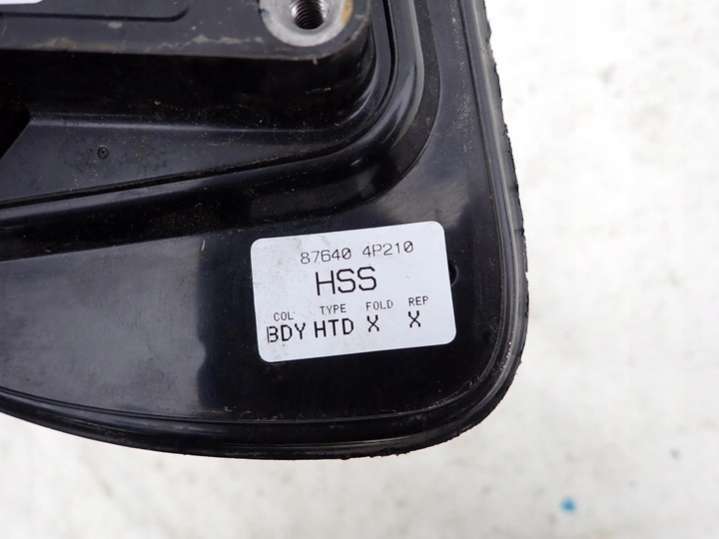 87640 4P210
HSS
COL TYPE FOLD REP
BDY HTD X X